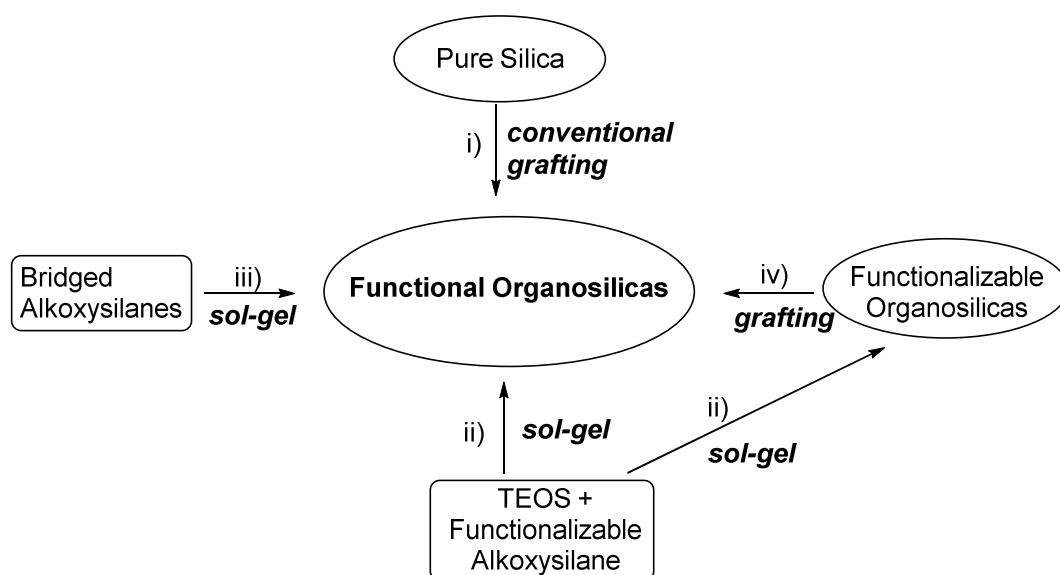 Pure Silica
i)
conventional
grafting
Bridged
Alkoxysilanes
iii)
sol-gel
Functional Organosilicas
iv)
grafting
Functionalizable
Organosilicas
ii)
sol-gel
ii)
sol-gel
TEOS +
Functionalizable
Alkoxysilane